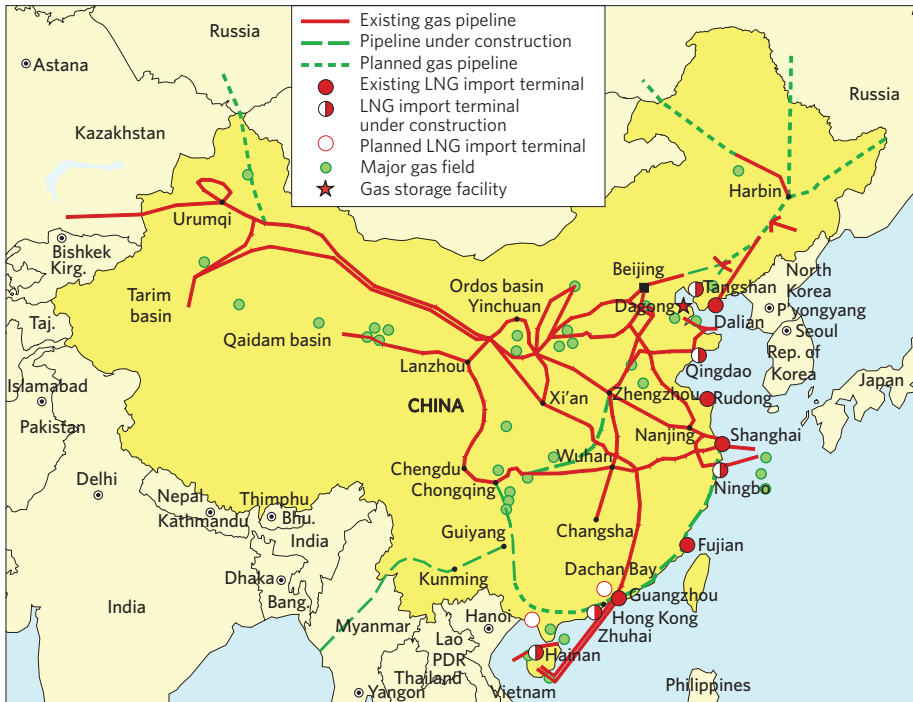 Existing gas pipeline
Pipeline under construction
Planned gas pipeline
Existing LNG import terminal
LNG import terminal
under construction
Planned LNG import terminal
Major gas field
Gas storage facility
Russia
Astana
Kazakhstan
Russia
Harbin
Urumqi
Bishkek
Kirg.
Tarim
basin
Taj.
Qaidam basin
Ordos basin
Yinchuan
Beijing
Dagong
Tangshan
Dalian
North
Korea
P'yongyang
Seoul
Rep. of
Korea
Japan
Lanzhou
Qingdao
Islamabad
Pakistan
CHINA
Xi'an
Zhengzhou
Rudong
Nanjing
Shanghai
Delhi
Chengdu
Chongqing
Wuhan
Ningbo
Nepal
Kathmandu
Thimphu
Bhu.
India
Changsha
Guiyang
Fujian
Kunming
Dachan Bay
Guangzhou
Hong Kong
Zhuhai
Dhaka
Bang.
India
Myanmar
Hanoi
Lao
PDR
Hainan
Thailand
Vietnam
Yangon
Philippines